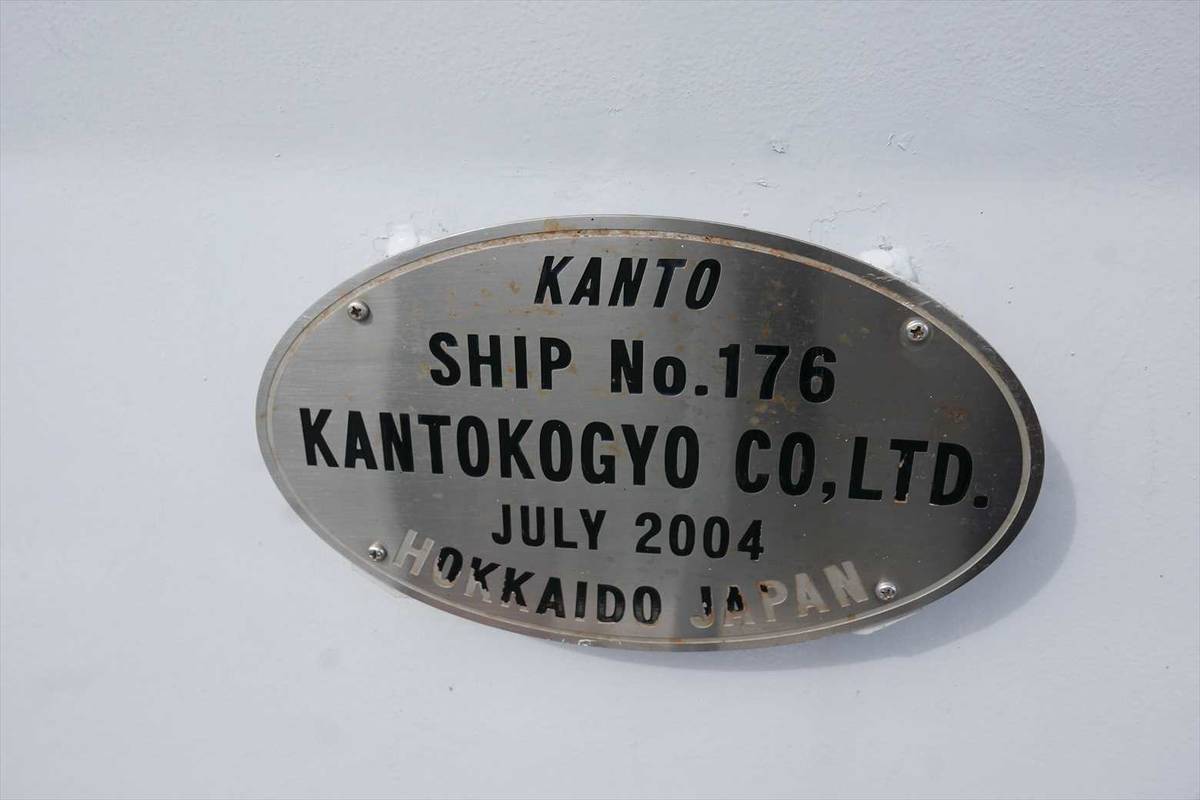 KANTO
SHIP No.176
KANTOKOGYO CO,LTD.
JULY 2004
HOKKAIDO JAPAN